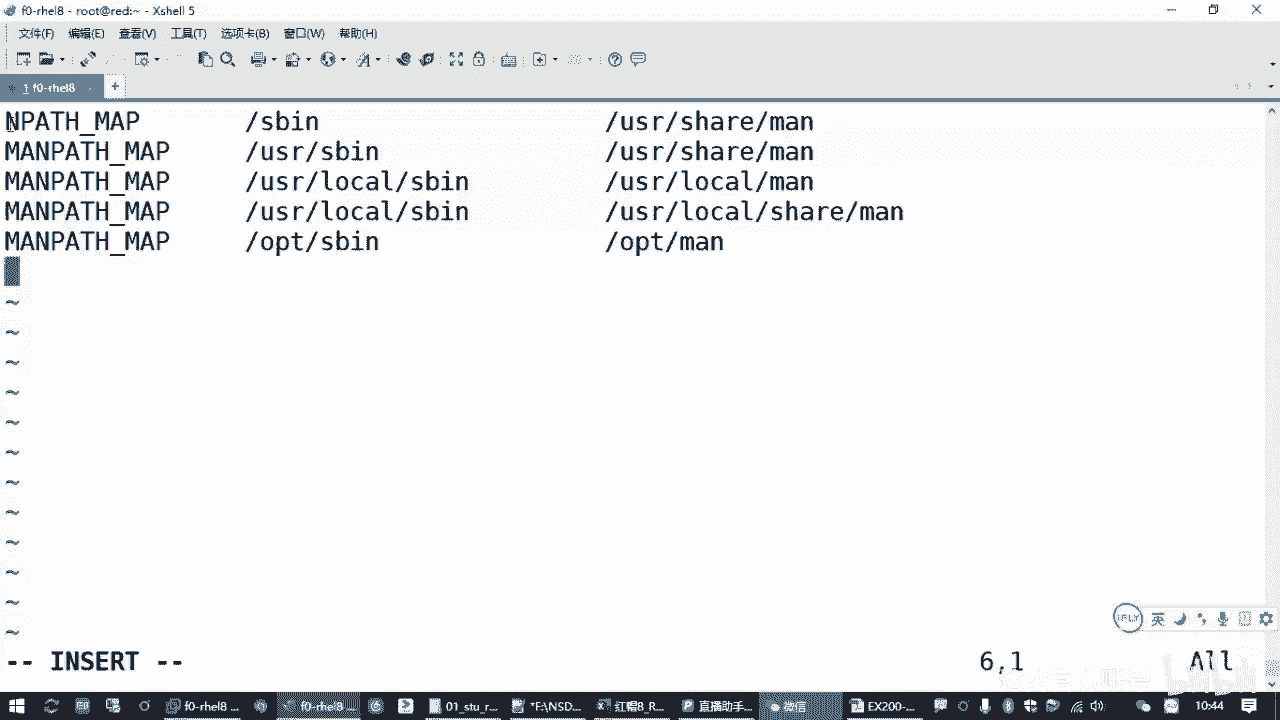 f0-rhel8 - root@red:~ - Xshell 5
文件(F) 编辑(E) 查看(V) 工具(T) 选项卡(B) 窗口(W) 帮助(H)
1 f0-rhel8
NPATH_MAP /sbin /usr/share/man
MANPATH_MAP /usr/sbin /usr/share/man
MANPATH_MAP /usr/local/sbin /usr/local/man
MANPATH_MAP /usr/local/sbin /usr/local/share/man
MANPATH_MAP /opt/sbin /opt/man
~
~
~
~
~
~
~
~
~
~
~
~
英
-- INSERT -- 6,1 All
f0-rhel8 ... f0-rhel8 ... 01_stu_r... *F:\NSD... 红帽8_R... 直播助手... 微信 EX200-... 10:44